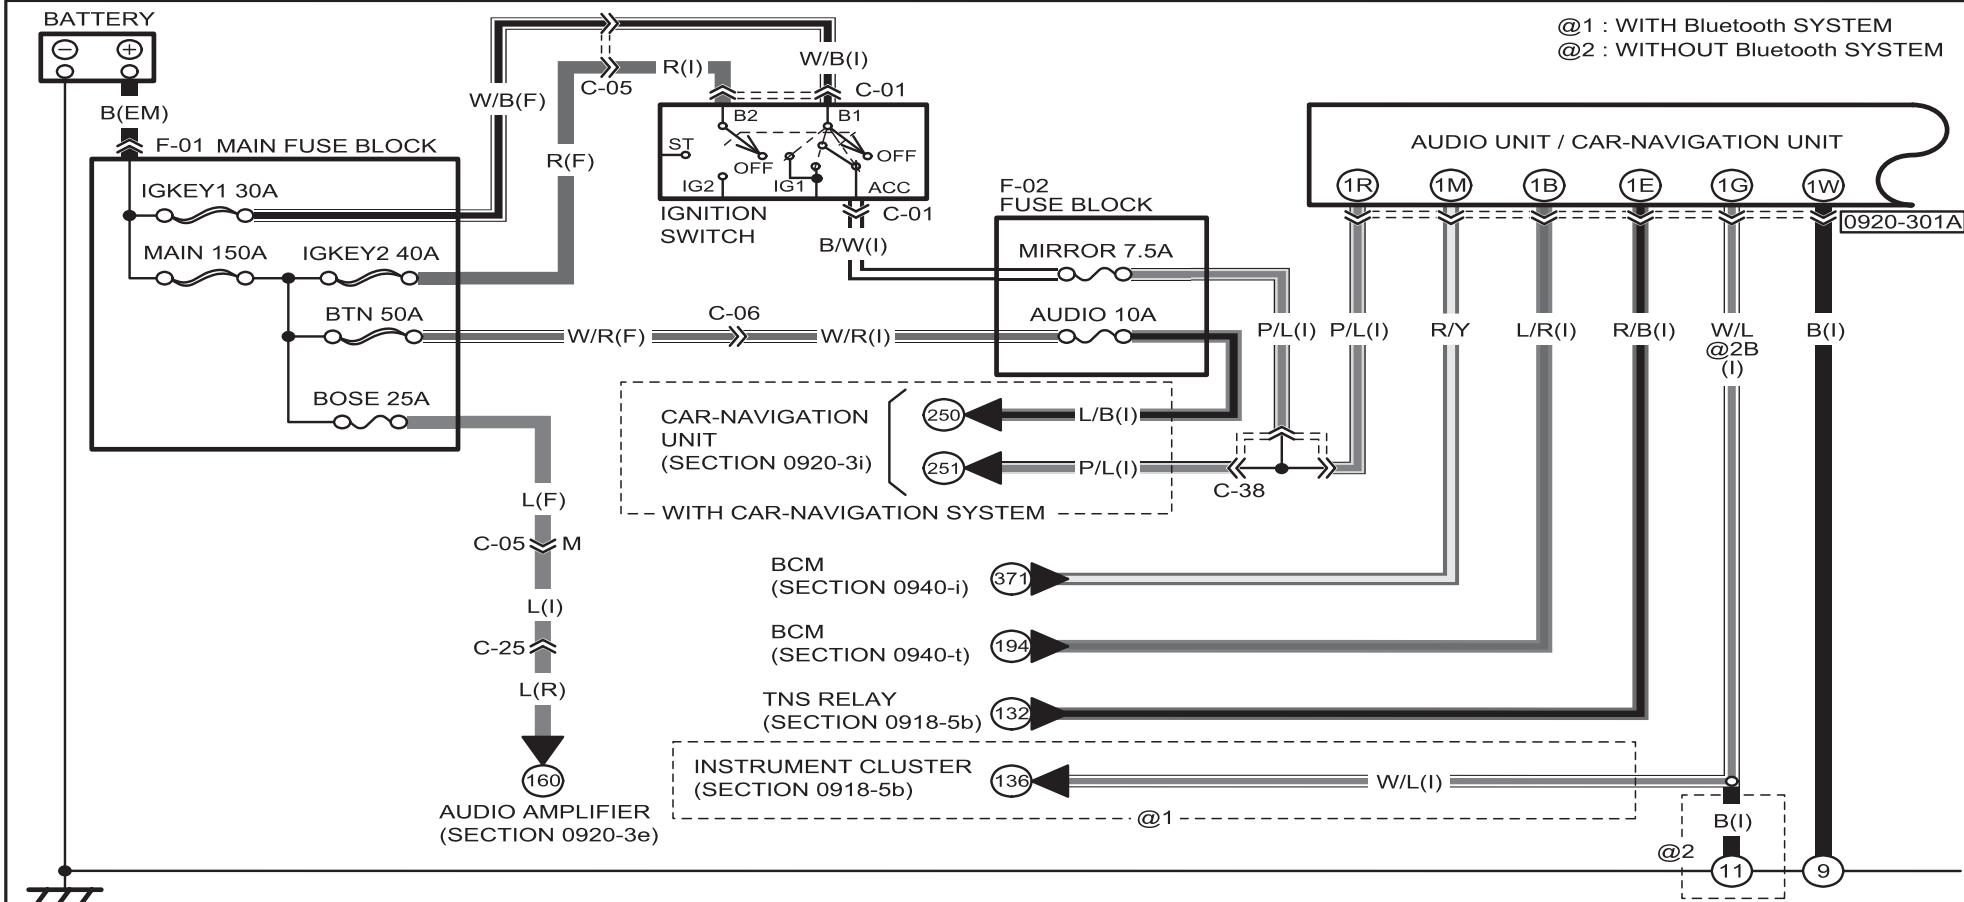 BATTERY
@1 : WITH Bluetooth SYSTEM
@2 : WITHOUT Bluetooth SYSTEM
B(EM)
W/B(F)
C-05
R(I)
W/B(I)
C-01
F-01 MAIN FUSE BLOCK
R(F)
B2
B1
ST
OFF
OFF
IG2
IG1
ACC
IGNITION
SWITCH
C-01
B/W(I)
AUDIO UNIT / CAR-NAVIGATION UNIT
1R
1M
1B
1E
1G
1W
0920-301A
IGKEY1 30A
MAIN 150A
IGKEY2 40A
BTN 50A
BOSE 25A
F-02
FUSE BLOCK
MIRROR 7.5A
AUDIO 10A
W/R(F)
C-06
W/R(I)
P/L(I)
P/L(I)
R/Y
L/R(I)
R/B(I)
W/L
@2B
(I)
B(I)
CAR-NAVIGATION
UNIT
(SECTION 0920-3i)
250
L/B(I)
251
P/L(I)
C-38
WITH CAR-NAVIGATION SYSTEM
L(F)
C-05
M
L(I)
C-25
L(R)
160
AUDIO AMPLIFIER
(SECTION 0920-3e)
BCM
(SECTION 0940-i)
371
BCM
(SECTION 0940-t)
194
TNS RELAY
(SECTION 0918-5b)
132
INSTRUMENT CLUSTER
(SECTION 0918-5b)
136
W/L(I)
@1
B(I)
@2
11
9